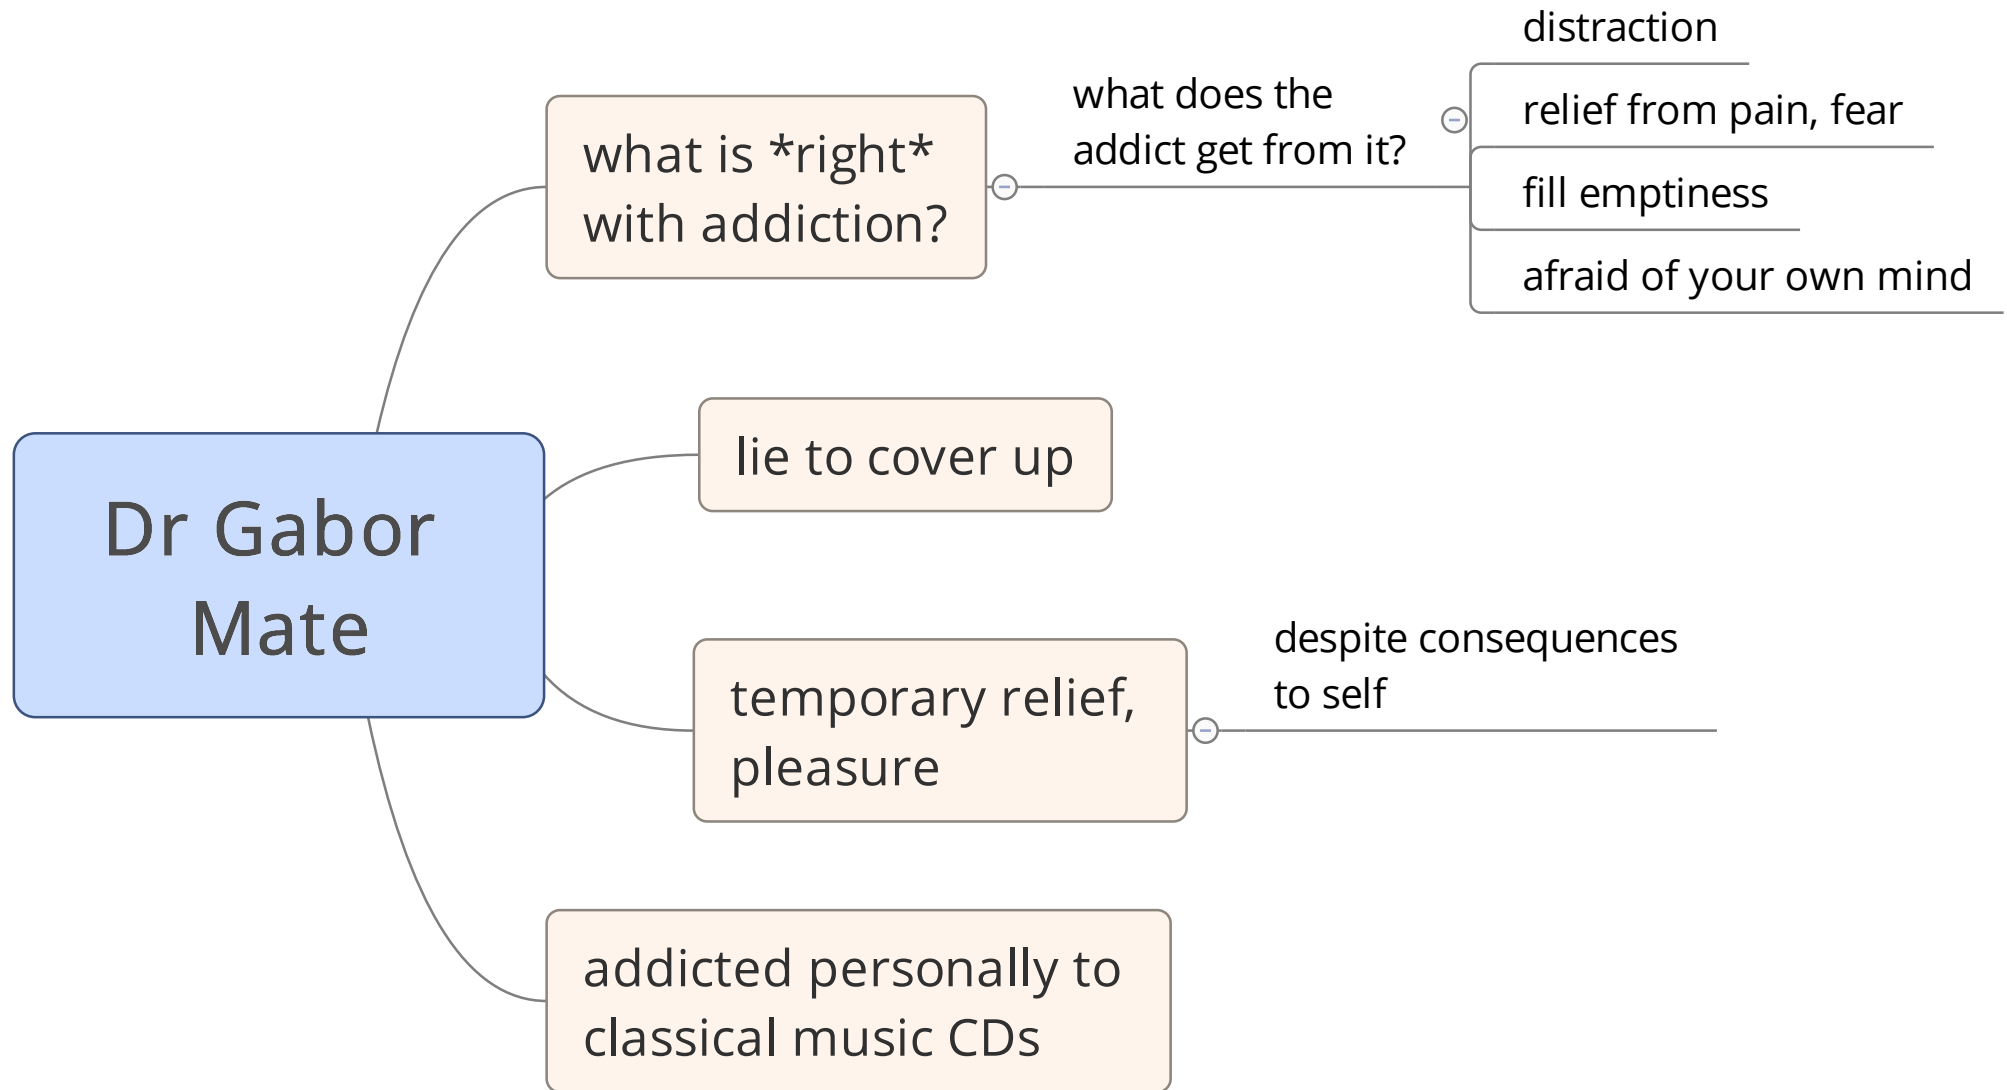 Dr Gabor
Mate
what is *right*
with addiction?
what does the
addict get from it?
distraction
relief from pain, fear
fill emptiness
afraid of your own mind
lie to cover up
temporary relief,
pleasure
despite consequences
to self
addicted personally to
classical music CDs